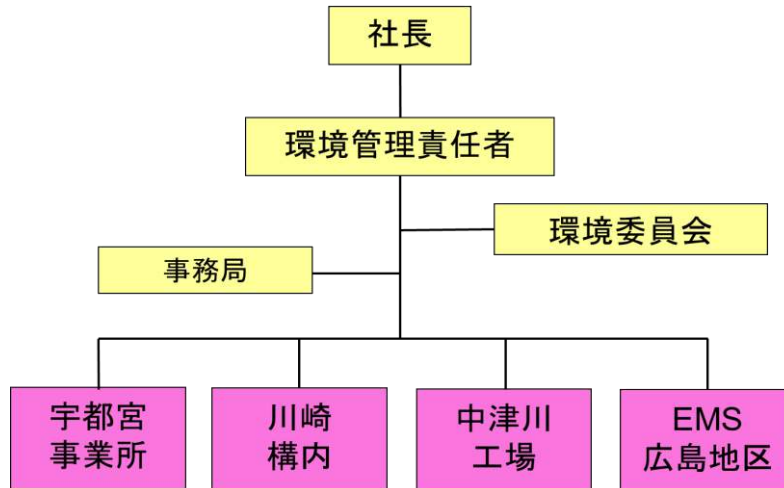 社長
環境管理責任者
環境委員会
事務局
宇都宮
事業所
川崎
構内
中津川
工場
EMS
広島地区